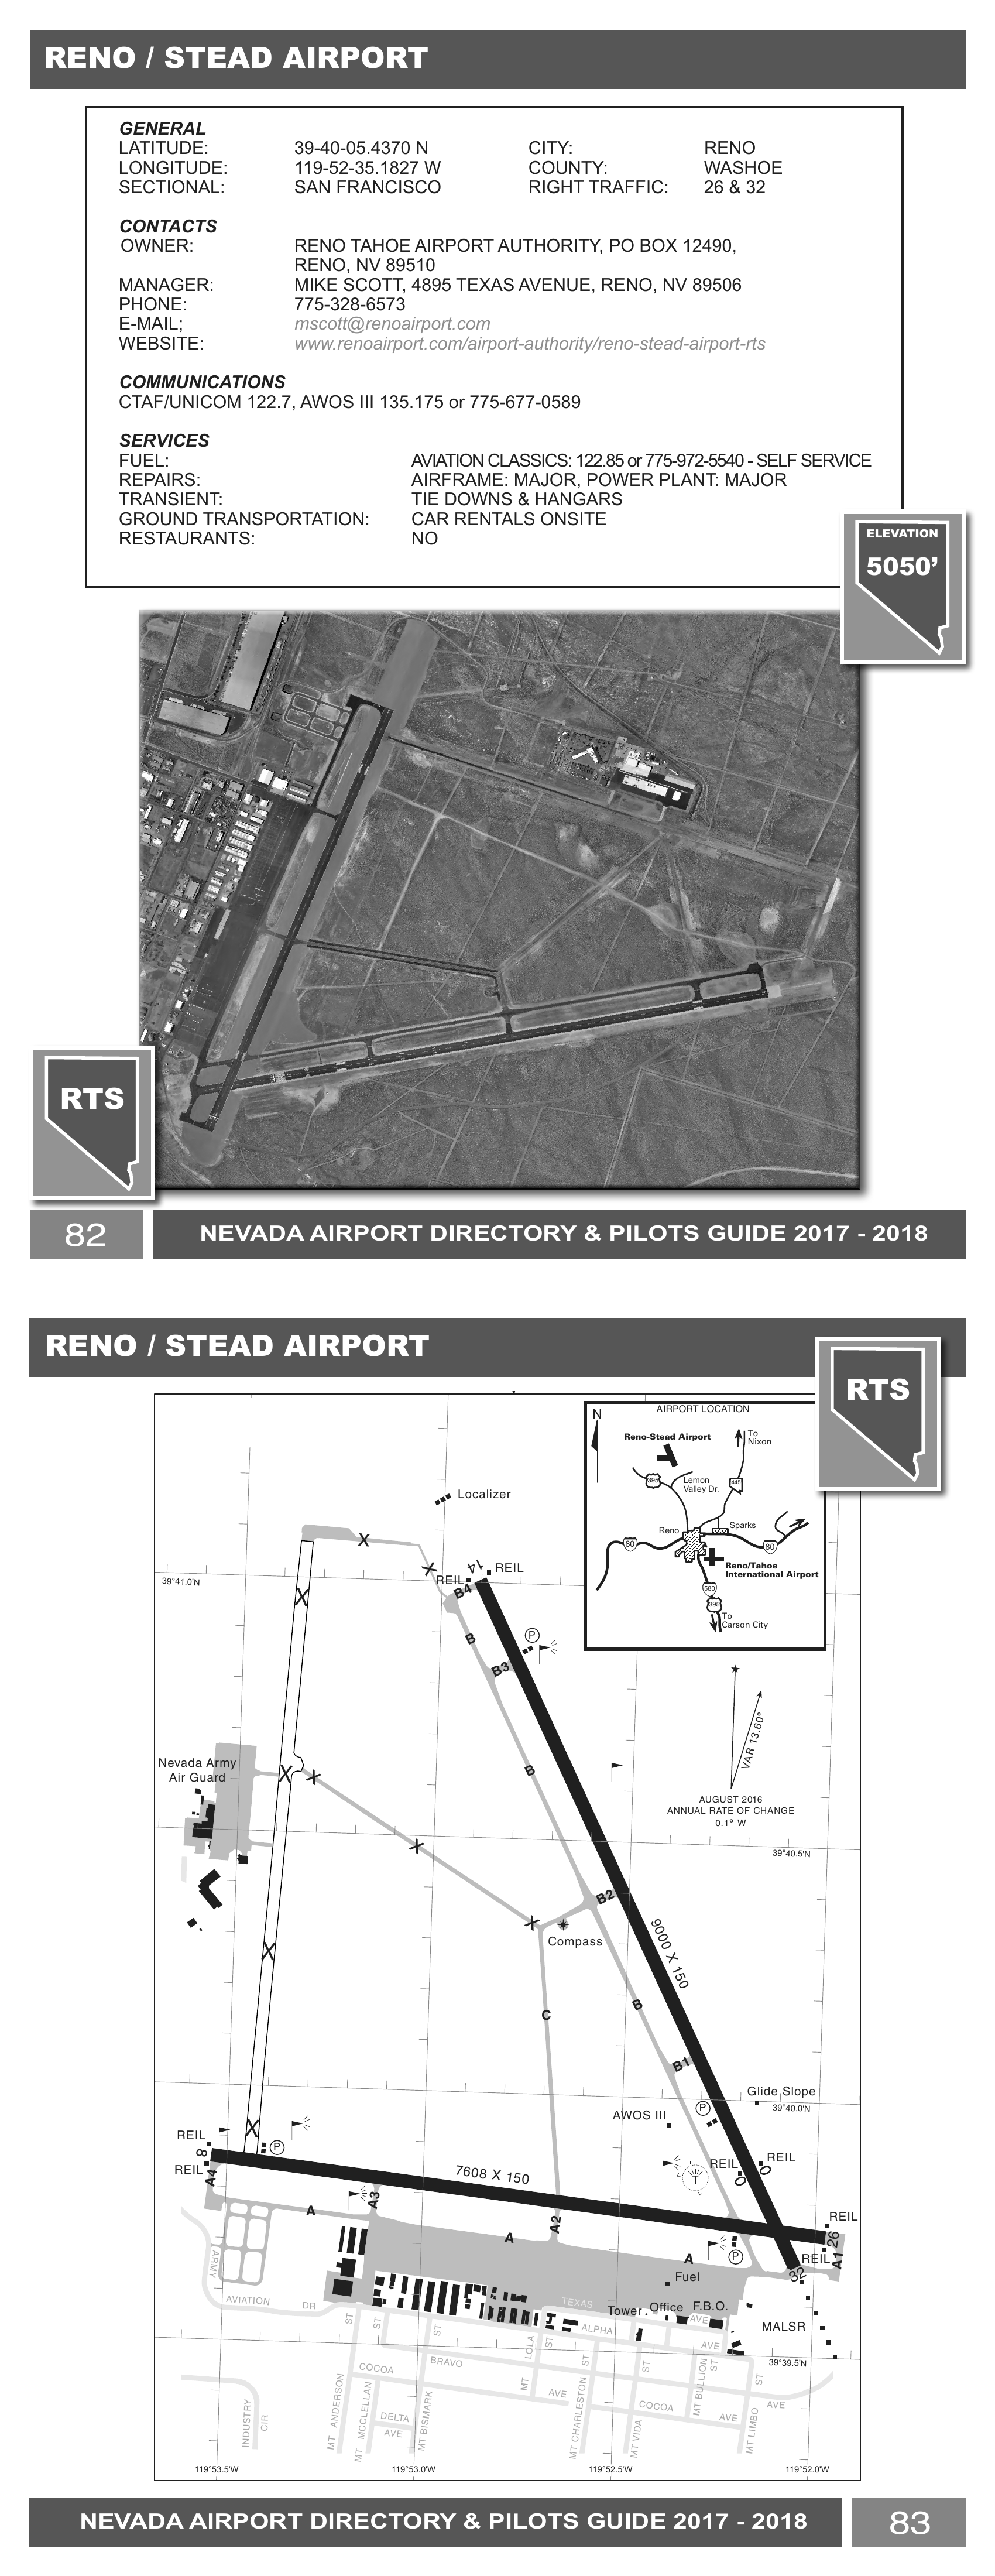 RENO / STEAD AIRPORT
GENERAL
LATITUDE: 39-40-05.4370 N CITY: RENO
LONGITUDE: 119-52-35.1827 W COUNTY: WASHOE
SECTIONAL: SAN FRANCISCO RIGHT TRAFFIC: 26 & 32
CONTACTS
OWNER: RENO TAHOE AIRPORT AUTHORITY, PO BOX 12490,
RENO, NV 89510
MANAGER: MIKE SCOTT, 4895 TEXAS AVENUE, RENO, NV 89506
PHONE: 775-328-6573
E-MAIL; mscott@renoairport.com
WEBSITE: www.renoairport.com/airport-authority/reno-stead-airport-rts
COMMUNICATIONS
CTAF/UNICOM 122.7, AWOS III 135.175 or 775-677-0589
SERVICES
FUEL: AVIATION CLASSICS: 122.85 or 775-972-5540 - SELF SERVICE
REPAIRS: AIRFRAME: MAJOR, POWER PLANT: MAJOR
TRANSIENT: TIE DOWNS & HANGARS
GROUND TRANSPORTATION: CAR RENTALS ONSITE
RESTAURANTS: NO
ELEVATION
5050’
RTS
82 NEVADA AIRPORT DIRECTORY & PILOTS GUIDE 2017 - 2018
RENO / STEAD AIRPORT
RTS
AIRPORT LOCATION
N
Reno-Stead Airport
To
Nixon
395
Lemon
Valley Dr.
445
Reno
Sparks
80
80
Reno/Tahoe
International Airport
580
395
To
Carson City
Localizer
X
X
14
REIL
REIL
39°41.0'N
B4
X
P
B
B3
VAR 13.60°
Nevada Army
Air Guard
B
X
X
AUGUST 2016
ANNUAL RATE OF CHANGE
0.1° W
X
39°40.5'N
B2
X
Compass
9000 X 150
X
B
C
B1
Glide Slope
39°40.0'N
AWOS III
P
X
REIL
P
8
REIL
A4
7608 X 150
REIL
REIL
T
A3
A
A2
A
REIL
26
P
A
REIL
A1
32
Fuel
ARMY
AVIATION
DR
TEXAS
Tower
Office
F.B.O.
AVE
MALSR
ALPHA
AVE
ST
ST
ST
LOLA
ST
ST
ST
ST
ST
39°39.5'N
COCOA
BRAVO
MT
AVE
COCOA
AVE
AVE
DELTA
AVE
INDUSTRY
CIR
MT ANDERSON
MT MCCLELLAN
MT BISMARK
MT CHARLESTON
MT VIDA
MT BULLION
MT LIMBO
119°53.5'W
119°53.0'W
119°52.5'W
119°52.0'W
NEVADA AIRPORT DIRECTORY & PILOTS GUIDE 2017 - 2018 83